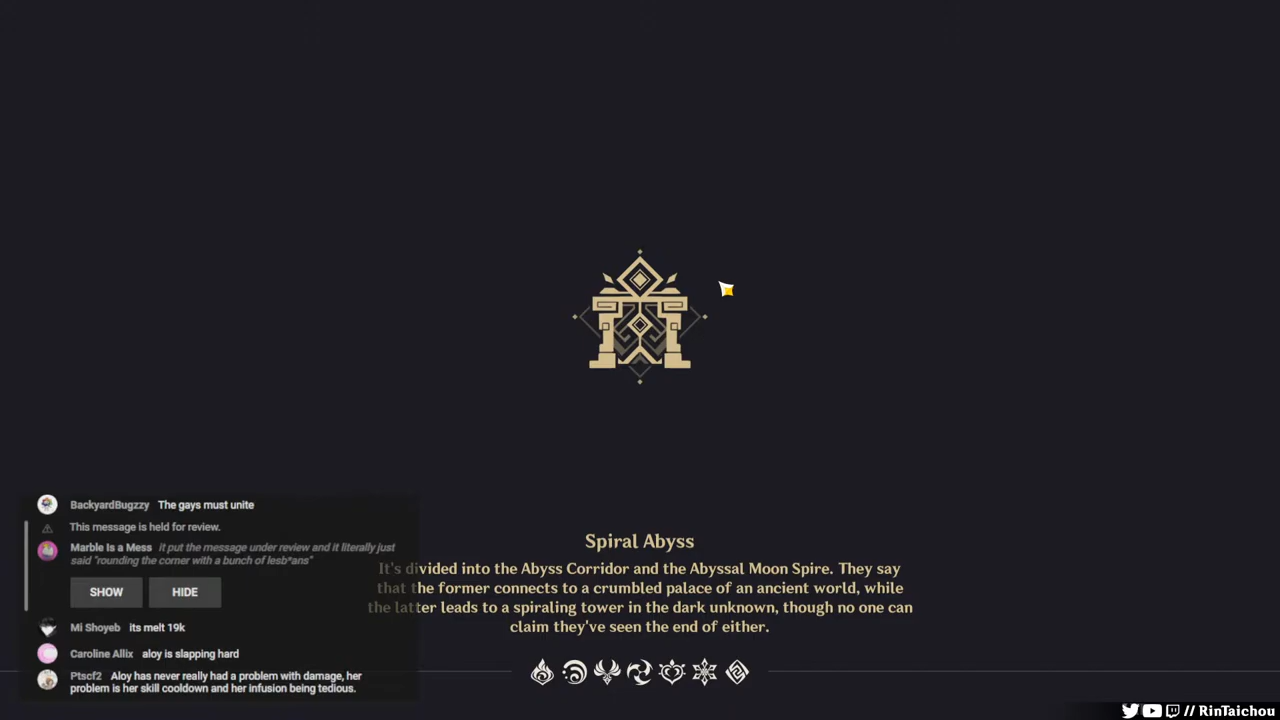 BackyardBugzzy The gays must unite
This message is held for review.
Marble Is a Mess it put the message under review and it literally just
said "rounding the corner with a bunch of lesb*ans"
SHOW HIDE
Mi Shoyeb its melt 19k
Caroline Allix aloy is slapping hard
Ptscf2 Aloy has never really had a problem with damage, her
problem is her skill cooldown and her infusion being tedious.
Spiral Abyss
It's divided into the Abyss Corridor and the Abyssal Moon Spire. They say
that the former connects to a crumbled palace of an ancient world, while
the latter leads to a spiraling tower in the dark unknown, though no one can
claim they've seen the end of either.
// RinTaichou